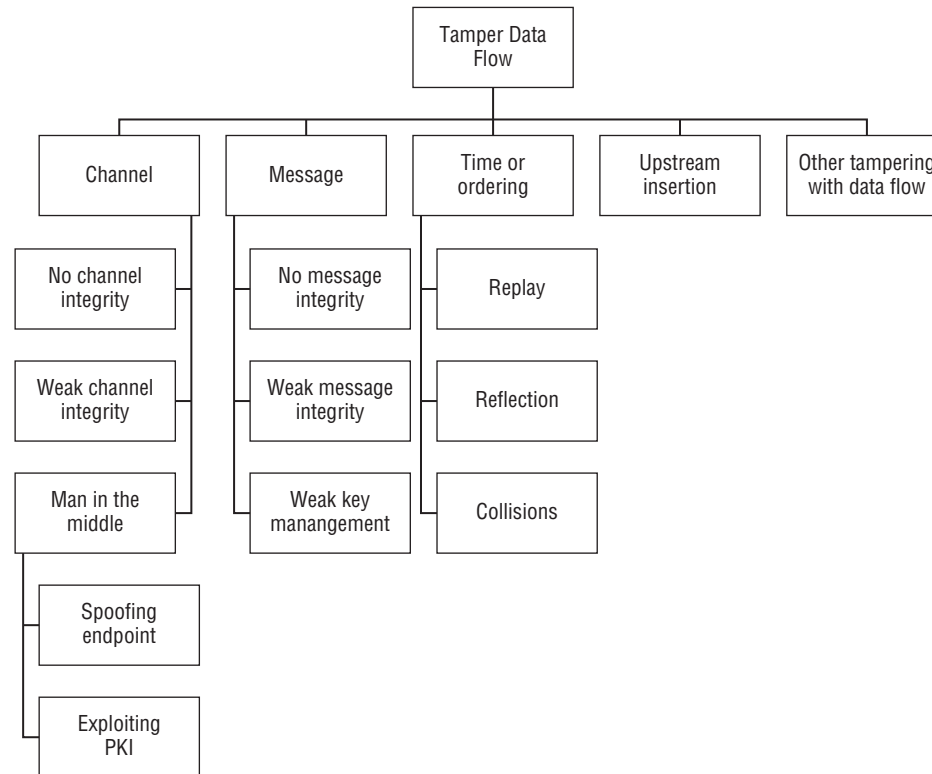 Tamper Data
Flow
Channel
Message
Time or
ordering
Upstream
insertion
Other tampering
with data flow
No channel
integrity
No message
integrity
Replay
Weak channel
integrity
Weak message
integrity
Reflection
Man in the
middle
Weak key
manangement
Collisions
Spoofing
endpoint
Exploiting
PKI